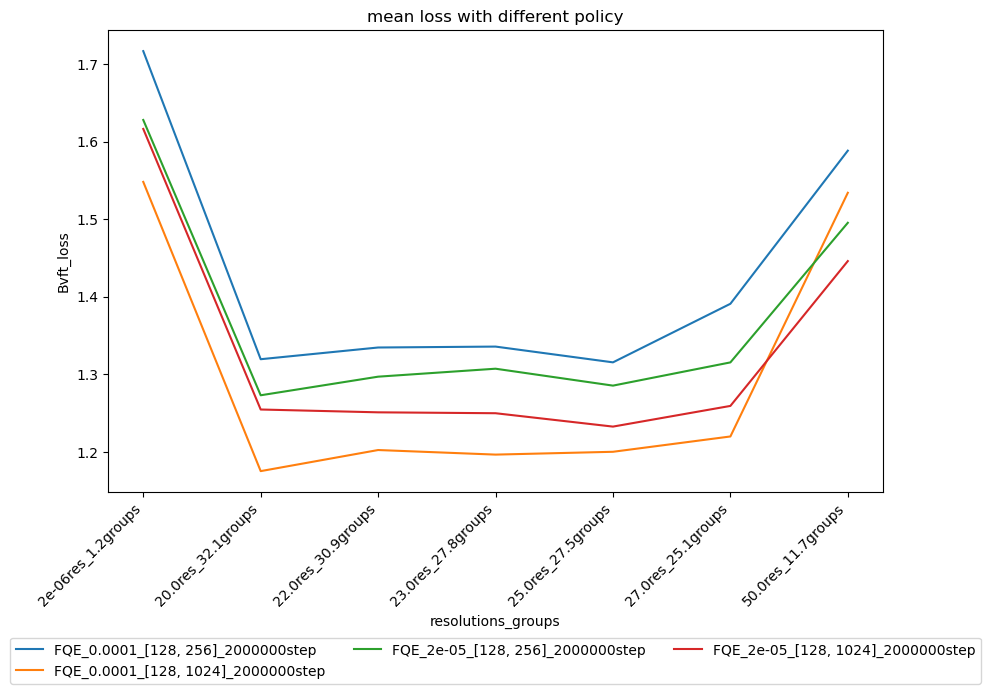 mean loss with different policy
1.7
1.6
1.5
1.4
1.3
1.2
Bvft_loss
2e-06res_1.2groups
20.0res_32.1groups
22.0res_30.9groups
23.0res_27.8groups
25.0res_27.5groups
27.0res_25.1groups
50.0res_11.7groups
resolutions_groups
FQE_0.0001_[128, 256]_2000000step
FQE_0.0001_[128, 1024]_2000000step
FQE_2e-05_[128, 256]_2000000step
FQE_2e-05_[128, 1024]_2000000step